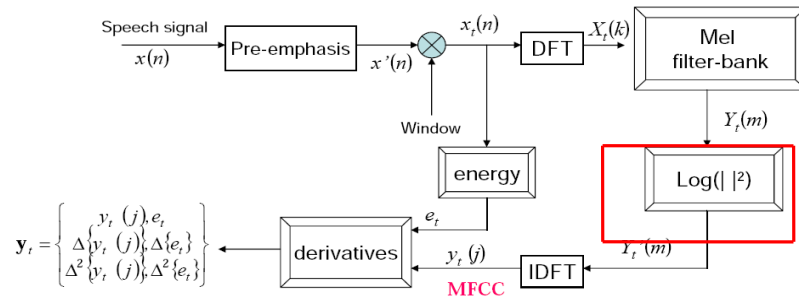 Speech signal
x(n)
Pre-emphasis
x'(n)
x_t(n)
DFT
X_t(k)
Mel
filter-bank
Window
Y_t(m)
energy
Log(| |²)
e_t
Y_t'(m)
IDFT
y_t (j)
MFCC
derivatives
y_t = { y_t (j), e_t
Δ{y_t (j)}, Δ{e_t}
Δ²{y_t (j)}, Δ²{e_t} }